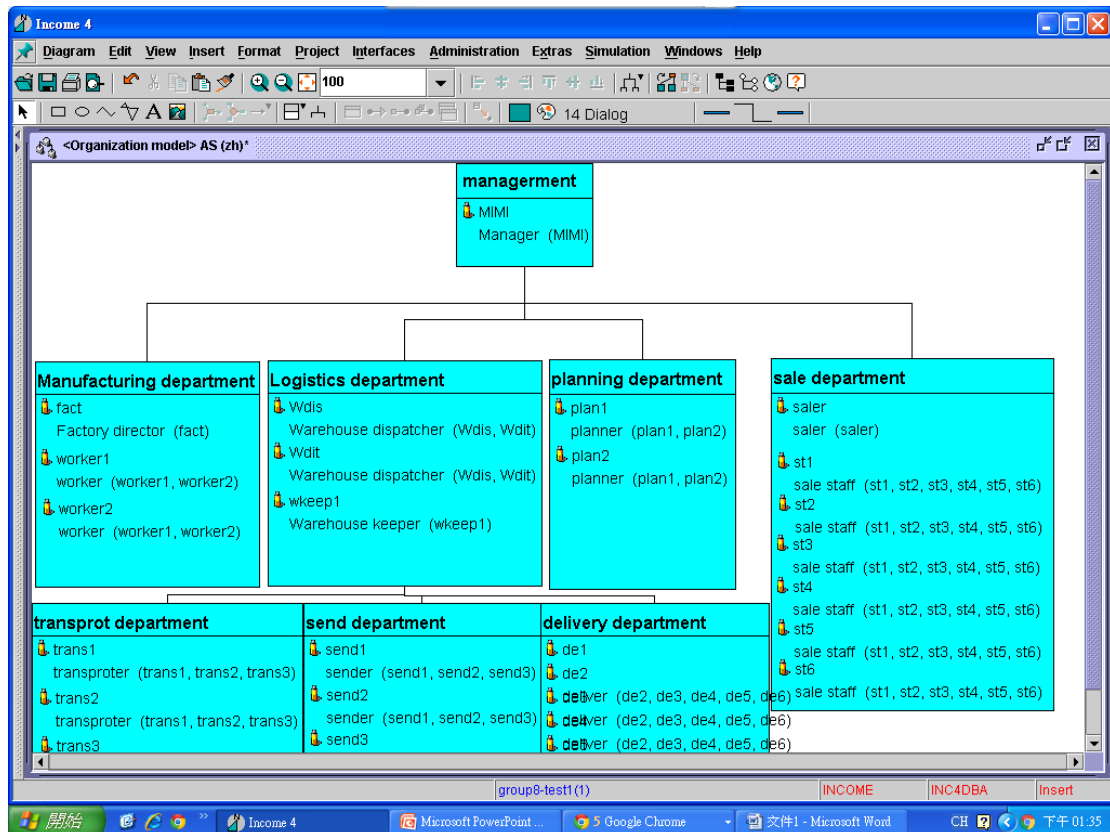 Income 4
Diagram Edit View Insert Format Project Interfaces Administration Extras Simulation Windows Help
100
A 14 Dialog
<Organization model> AS (zh)*
managerment
MIMI
Manager (MIMI)
Manufacturing department
fact
Factory director (fact)
worker1
worker (worker1, worker2)
worker2
worker (worker1, worker2)
Logistics department
Wdis
Warehouse dispatcher (Wdis, Wdit)
Wdit
Warehouse dispatcher (Wdis, Wdit)
wkeep1
Warehouse keeper (wkeep1)
planning department
plan1
planner (plan1, plan2)
plan2
planner (plan1, plan2)
sale department
saler
saler (saler)
st1
sale staff (st1, st2, st3, st4, st5, st6)
st2
sale staff (st1, st2, st3, st4, st5, st6)
st3
sale staff (st1, st2, st3, st4, st5, st6)
st4
sale staff (st1, st2, st3, st4, st5, st6)
st5
sale staff (st1, st2, st3, st4, st5, st6)
st6
sale staff (st1, st2, st3, st4, st5, st6)
transprot department
trans1
transproter (trans1, trans2, trans3)
trans2
transproter (trans1, trans2, trans3)
trans3
send department
send1
sender (send1, send2, send3)
send2
sender (send1, send2, send3)
send3
delivery department
de1
de2
(de2, de3, de4, de5, de6)
(de2, de3, de4, de5, de6)
(de2, de3, de4, de5, de6)
group8-test1(1) INCOME INC4DBA Insert
開始 Income 4 Microsoft PowerPoint ... 5 Google Chrome 文件1 - Microsoft Word CH 下午 01:35